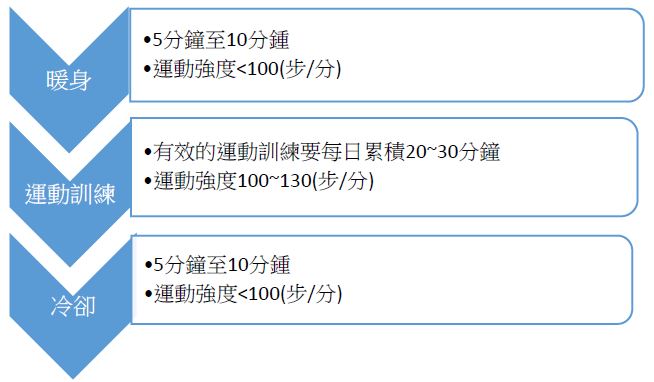 暖身
•5分鐘至10分鍾
•運動強度<100(步/分)
運動訓練
•有效的運動訓練要每日累積20~30分鐘
•運動強度100~130(步/分)
冷卻
•5分鐘至10分鍾
•運動強度<100(步/分)